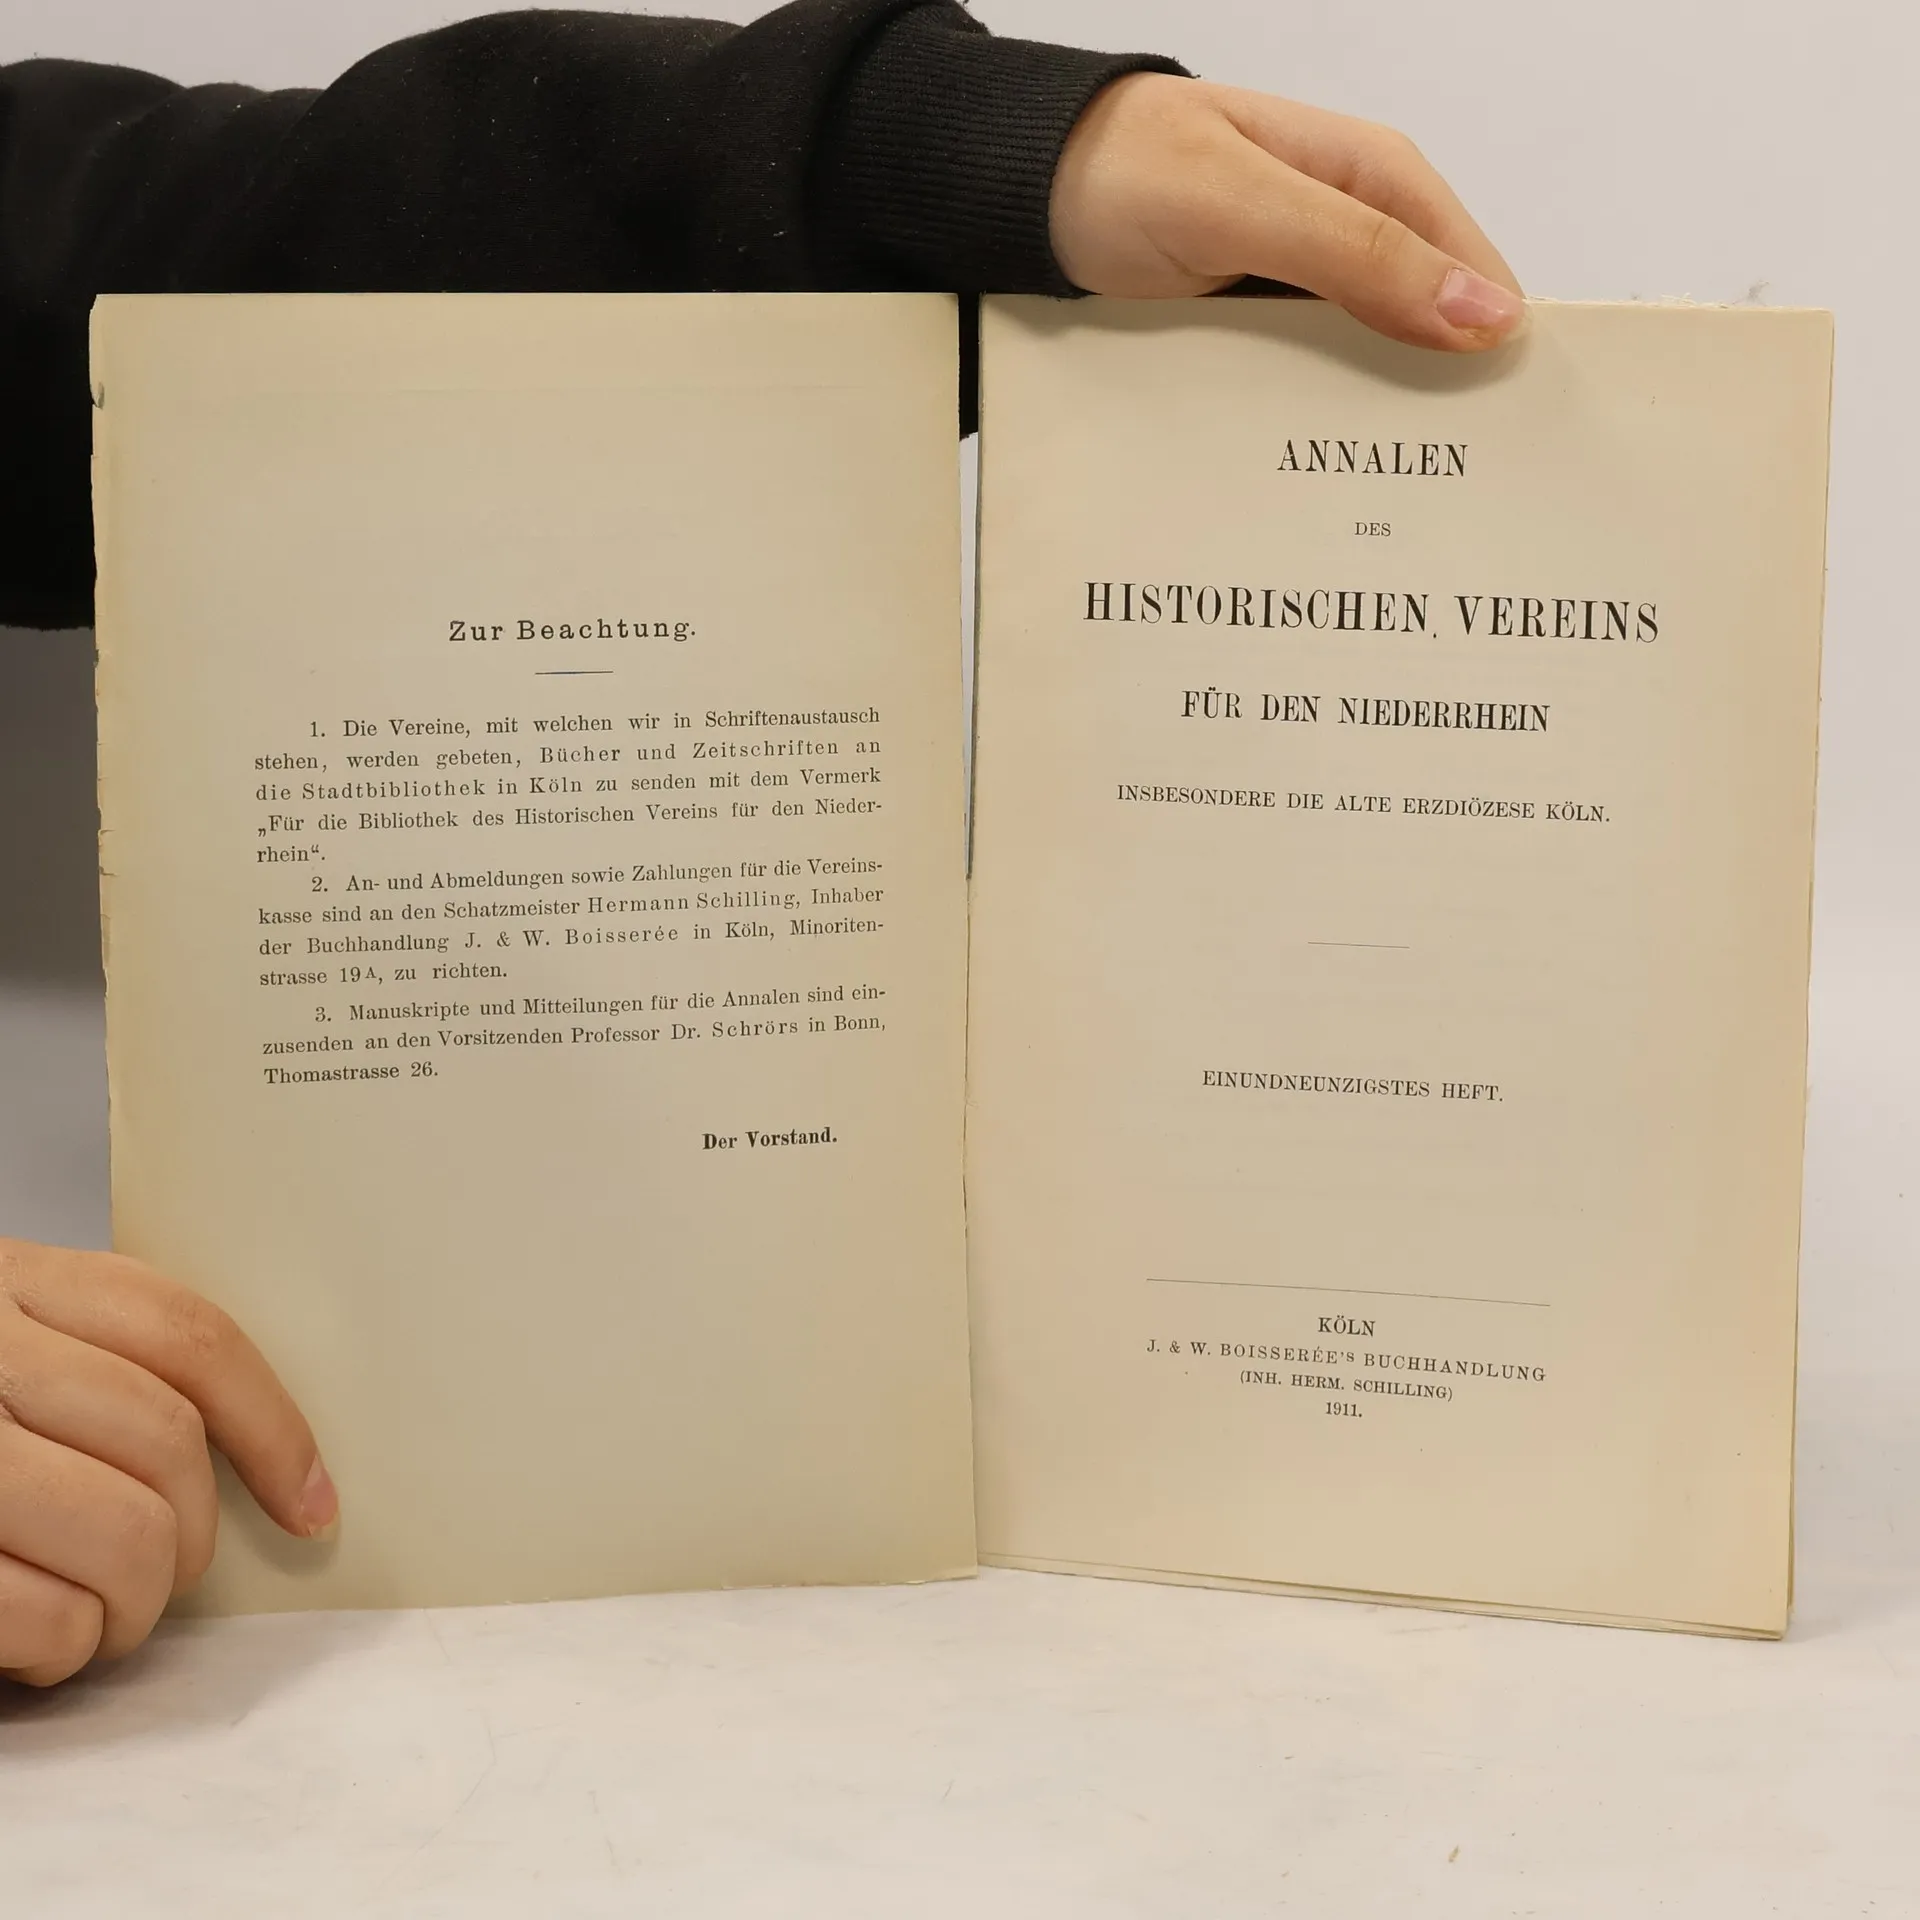 Zur Beachtung.
1. Die Vereine, mit welchen wir in Schriftenaustausch
stehen, werden gebeten, Bücher und Zeitschriften an
die Stadtbibliothek in Köln zu senden mit dem Vermerk
„Für die Bibliothek des Historischen Vereins für den Nieder-
rhein“.
2. An- und Abmeldungen sowie Zahlungen für die Vereins-
kasse sind an den Schatzmeister Hermann Schilling, Inhaber
der Buchhandlung J. & W. Boisserée in Köln, Minoriten-
strasse 19A, zu richten.
3. Manuskripte und Mitteilungen für die Annalen sind ein-
zusenden an den Vorsitzenden Professor Dr. Schrörs in Bonn,
Thomastrasse 26.
Der Vorstand.
ANNALEN
DES
HISTORISCHEN VEREINS
FÜR DEN NIEDERRHEIN
INSBESONDERE DIE ALTE ERZDIÖZESE KÖLN.
EINUNDNEUNZIGSTES HEFT.
KÖLN
J. & W. BOISSERÉE'S BUCHHANDLUNG
(INH. HERM. SCHILLING)
1911.